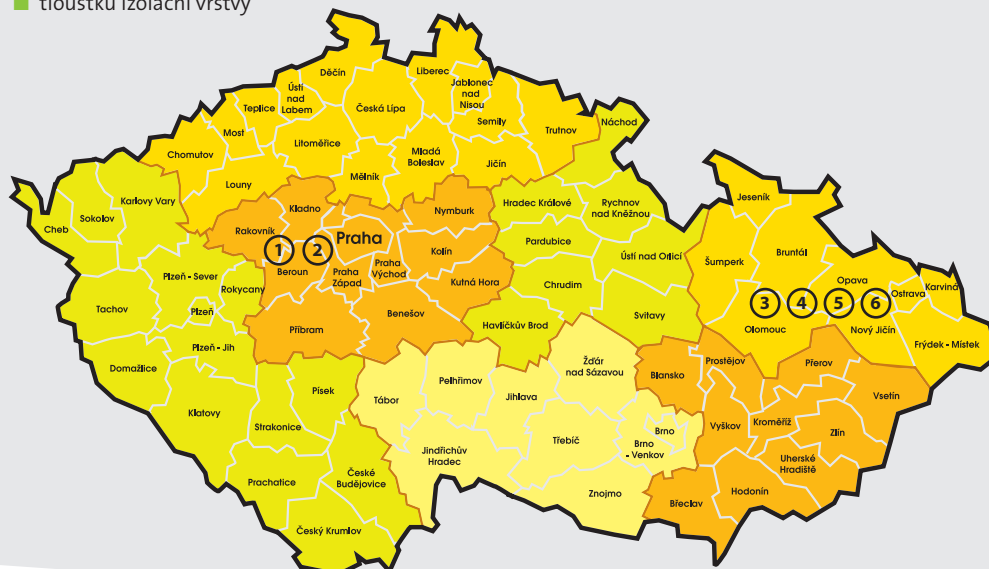 tloušťku izolační vrstvy
Děčín
Liberec
Ústí
nad
Labem
Jablonec
nad
Nisou
Teplice
Česká Lípa
Semily
Náchod
Most
Trutnov
Litoměřice
Mladá
Boleslav
Chomutov
Jičín
Mělník
Louny
Jeseník
Karlovy Vary
Kladno
Nymburk
Hradec Králové
Rychnov
nad Kněžnou
Sokolov
Cheb
Rakovník
1
2
Praha
Kolín
Pardubice
Bruntál
Ústí nad Orlicí
Šumperk
Beroun
Praha
Západ
Praha
Východ
Plzeň - Sever
Rokycany
Kutná Hora
Chrudim
Opava
Karviná
Ostrava
Tachov
Plzeň
3
4
5
6
Benešov
Svitavy
Příbram
Havlíčkův Brod
Olomouc
Nový Jičín
Plzeň - Jih
Frýdek - Místek
Domažlice
Žďár
nad Sázavou
Prostějov
Přerov
Blansko
Pelhřimov
Písek
Jihlava
Vsetín
Tábor
Klatovy
Strakonice
Vyškov
Kroměříž
Zlín
Brno
Třebíč
Brno
- Venkov
Jindřichův
Hradec
Uherské
Hradiště
České
Budějovice
Prachatice
Znojmo
Hodonín
Břeclav
Český Krumlov